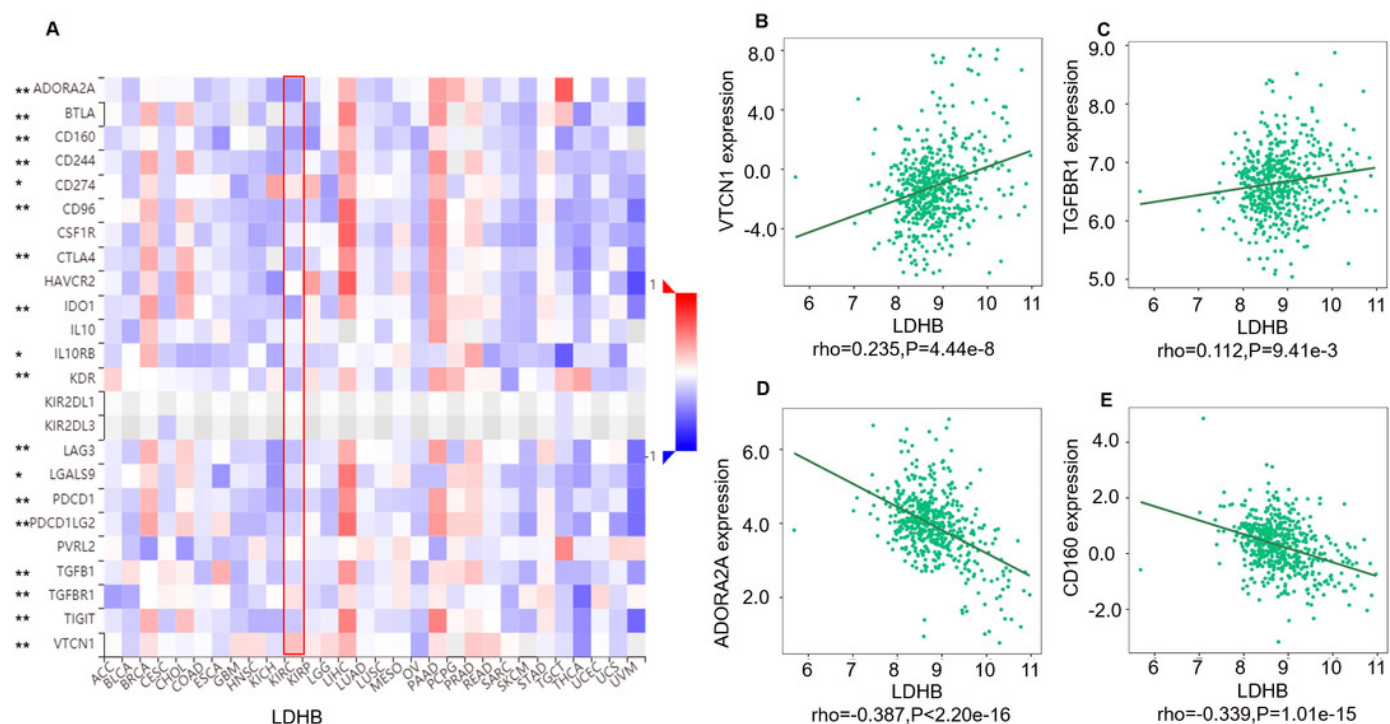 A
** ADORA2A
** BTLA
** CD160
** CD244
* CD274
** CD96
CSF1R
** CTLA4
HAVCR2
** IDO1
IL10
* IL10RB
** KDR
KIR2DL1
KIR2DL3
** LAG3
* LGALS9
** PDCD1
**PDCD1LG2
PVRL2
** TGFB1
** TGFBR1
** TIGIT
** VTCN1
ACC BLCA BRCA CESC CHOL COAD ESCA GBM HNSC KICH KIRC KIRP LGG LIHC LUAD LUSC MESO OV PAAD PCPG PRAD READ SARC SKCM STAD TGCT THCA UCEC UCS UVM
LDHB
1
-1
B
VTCN1 expression
8.0
4.0
0.0
-4.0
6 7 8 9 10 11
LDHB
rho=0.235,P=4.44e-8
C
TGFBR1 expression
9.0
8.0
7.0
6.0
5.0
6 7 8 9 10 11
LDHB
rho=0.112,P=9.41e-3
D
ADORA2A expression
6.0
4.0
2.0
6 7 8 9 10 11
LDHB
rho=-0.387,P<2.20e-16
E
CD160 expression
4.0
2.0
0.0
-2.0
6 7 8 9 10 11
LDHB
rho=-0.339,P=1.01e-15